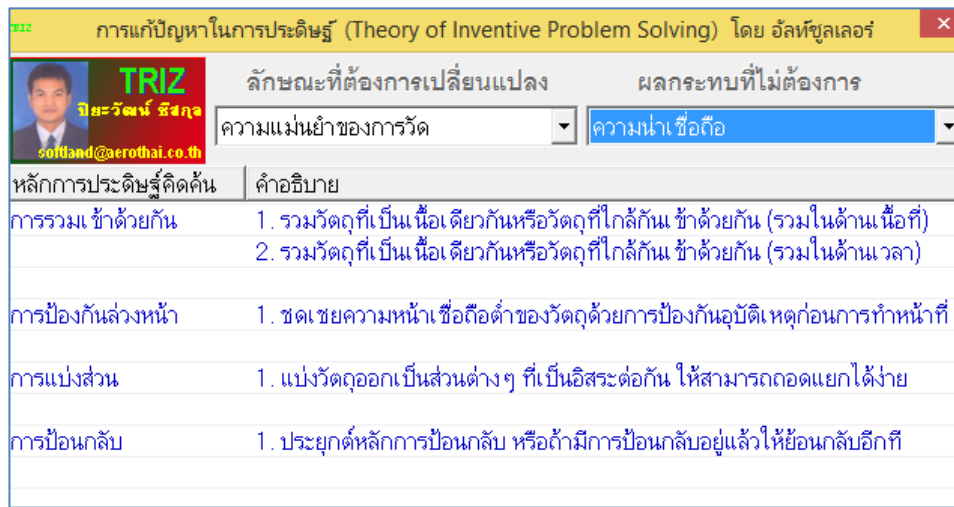 TRIZ การแก้ปัญหาในการประดิษฐ์ (Theory of Inventive Problem Solving) โดย อัลท์ชูลเลอร์
TRIZ
ปิยะวัฒน์ ชีสกุล
softland@aerothai.co.th
ลักษณะที่ต้องการเปลี่ยนแปลง ผลกระทบที่ไม่ต้องการ
ความแม่นยำของการวัด ความน่าเชื่อถือ
หลักการประดิษฐ์คิดค้น คำอธิบาย
การรวมเข้าด้วยกัน 1. รวมวัตถุที่เป็นเนื้อเดียวกันหรือวัตถุที่ใกล้กันเข้าด้วยกัน (รวมในด้านเนื้อที่)
2. รวมวัตถุที่เป็นเนื้อเดียวกันหรือวัตถุที่ใกล้กันเข้าด้วยกัน (รวมในด้านเวลา)
การป้องกันล่วงหน้า 1. ชดเชยความหน้าเชื่อถือต่ำของวัตถุด้วยการป้องกันอุบัติเหตุก่อนการทำหน้าที่
การแบ่งส่วน 1. แบ่งวัตถุออกเป็นส่วนต่างๆ ที่เป็นอิสระต่อกัน ให้สามารถถอดแยกได้ง่าย
การป้อนกลับ 1. ประยุกต์หลักการป้อนกลับ หรือถ้ามีการป้อนกลับอยู่แล้วให้ย้อนกลับอีกที